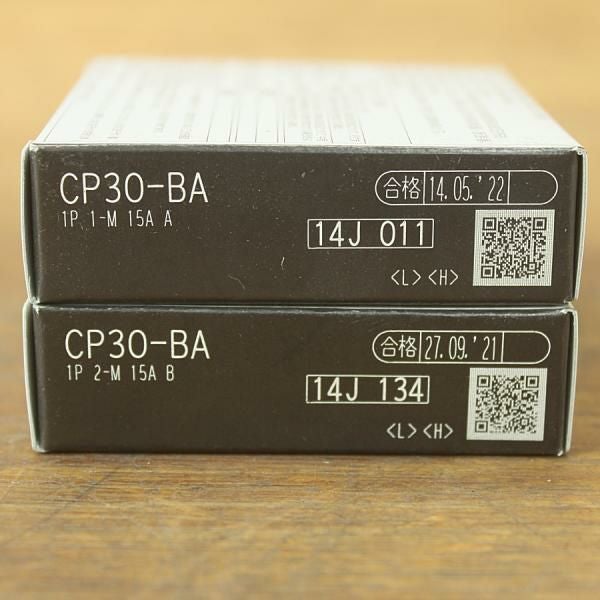 CP30-BA
合格 14.05.'22
1P 1-M 15A A
14J 011
<L> <H>
CP30-BA
合格 27.09.'21
1P 2-M 15A B
14J 134
<L> <H>